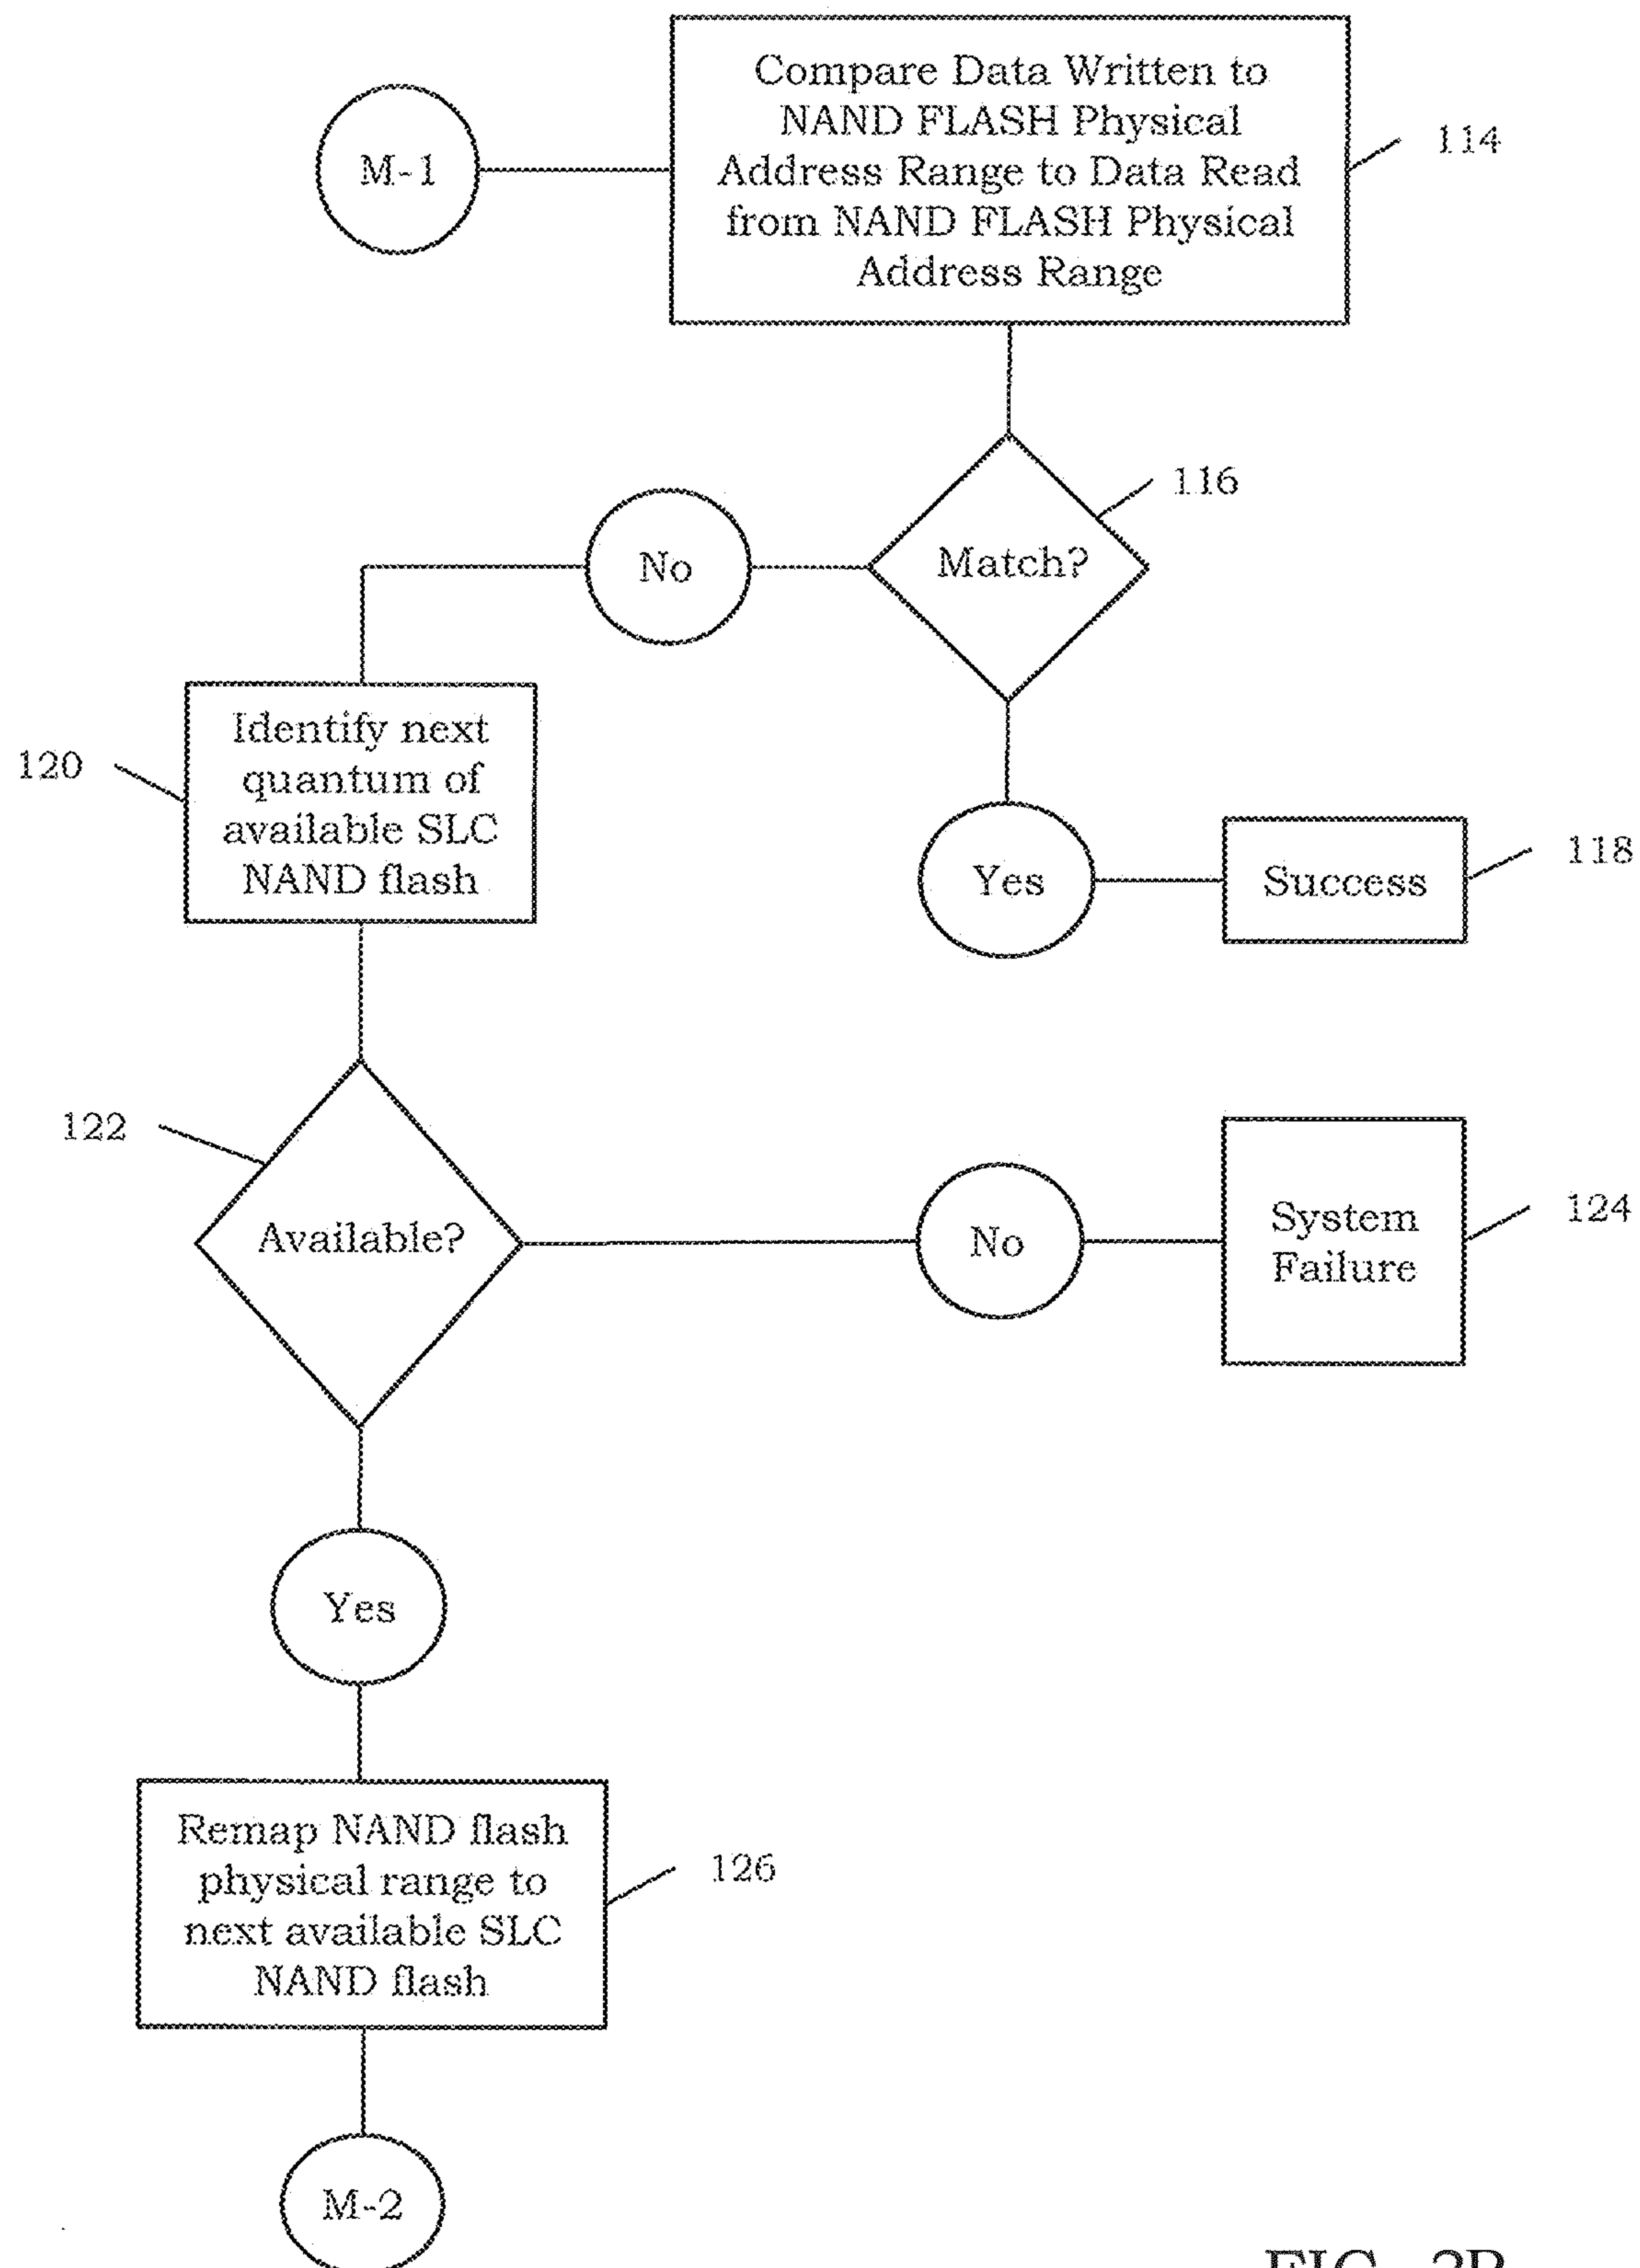 Compare Data Written to
NAND FLASH Physical
Address Range to Data Read
from NAND FLASH Physical
Address Range
M-1
114
116
Match?
No
Identify next
quantum of
available SLC
NAND flash
120
Yes
Success
118
122
Available?
No
System
Failure
124
Yes
Remap NAND flash
physical range to
next available SLC
NAND flash
126
M-2